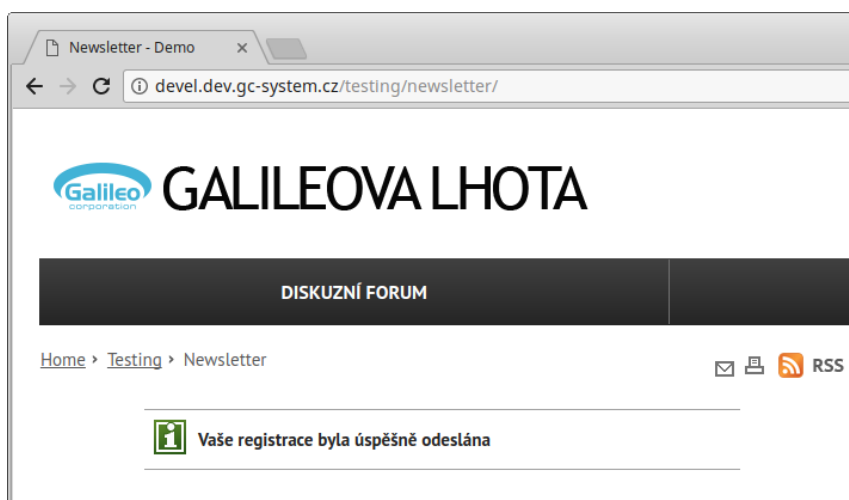 Newsletter - Demo
devel.dev.gc-system.cz/testing/newsletter/
Galileo
corporation
GALILEOVA LHOTA
DISKUZNÍ FORUM
Home › Testing › Newsletter
RSS
Vaše registrace byla úspěšně odeslána